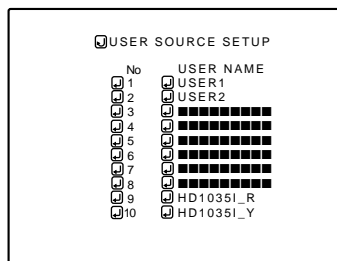 USER SOURCE SETUP
No USER NAME
1 USER1
2 USER2
3 ■■■■■■■■■
4 ■■■■■■■■■
5 ■■■■■■■■■
6 ■■■■■■■■■
7 ■■■■■■■■■
8 ■■■■■■■■■
9 HD1035I_R
10 HD1035I_Y